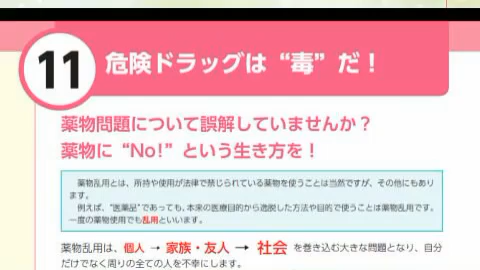 11
危険ドラッグは“毒”だ！
薬物問題について誤解していませんか？
薬物に“No!”という生き方を！
薬物乱用とは、所持や使用が法律で禁じられている薬物を使うことは当然ですが、その他にもあり
ます。
例えば、“医薬品”であっても、本来の医療目的から逸脱した方法や目的で使うことは薬物乱用です。
一度の薬物使用でも乱用といいます。
薬物乱用は、個人 → 家族・友人 → 社会 を巻き込む大きな問題となり、自分
だけでなく周りの全ての人を不幸にします。